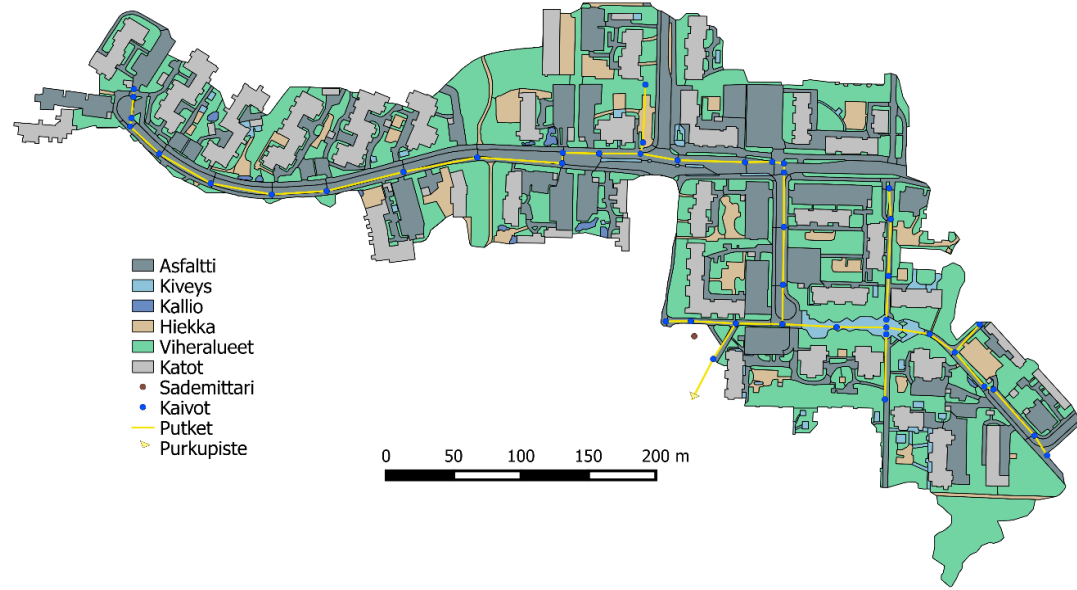 Asfaltti
Kiveys
Kallio
Hiekka
Viheralueet
Katot
Sademittari
Kaivot
Putket
Purkupiste
0 50 100 150 200 m